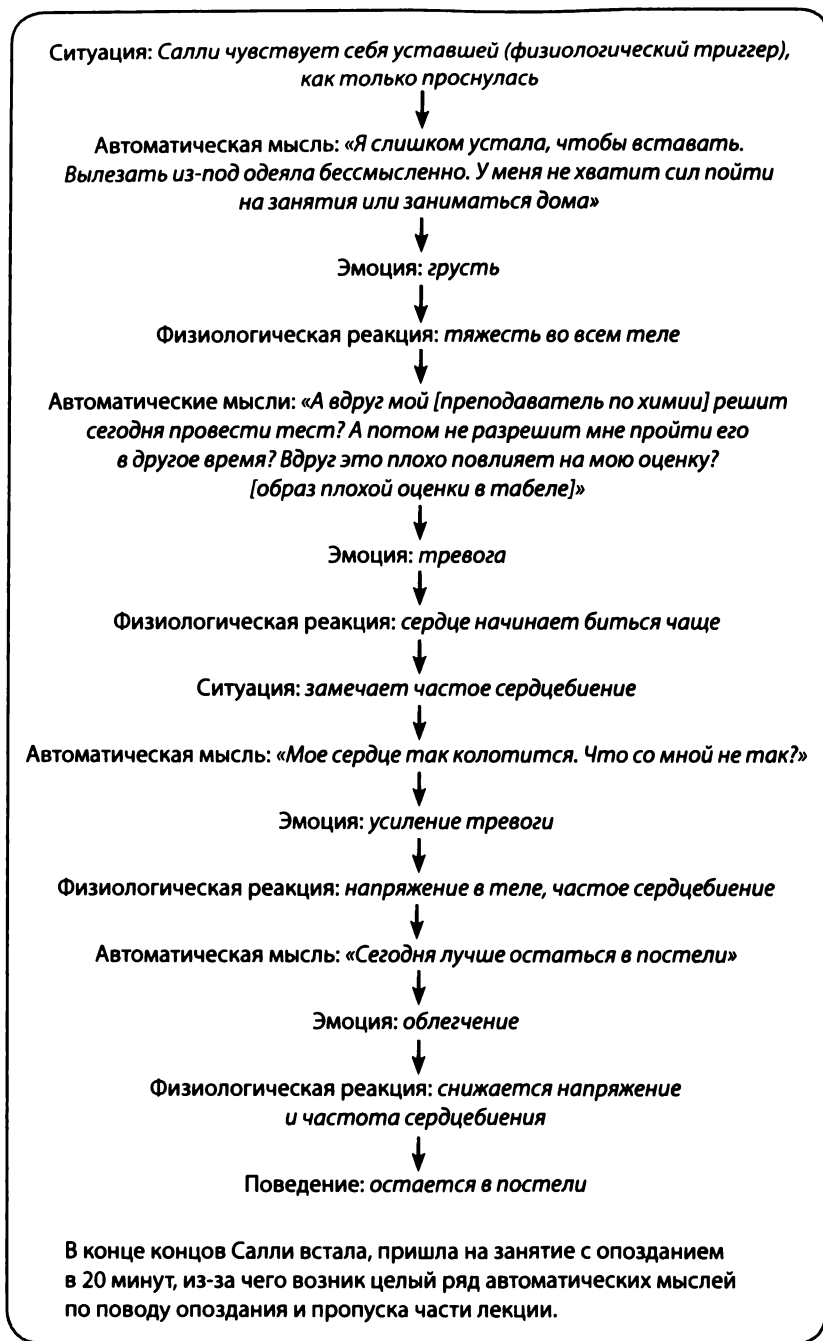 Ситуация: Салли чувствует себя уставшей (физиологический триггер),
как только проснулась
Автоматическая мысль: «Я слишком устала, чтобы вставать.
Вылезать из-под одеяла бессмысленно. У меня не хватит сил пойти
на занятия или заниматься дома»
Эмоция: грусть
Физиологическая реакция: тяжесть во всем теле
Автоматические мысли: «А вдруг мой [преподаватель по химии] решит
сегодня провести тест? А потом не разрешит мне пройти его
в другое время? Вдруг это плохо повлияет на мою оценку?
[образ плохой оценки в табеле]»
Эмоция: тревога
Физиологическая реакция: сердце начинает биться чаще
Ситуация: замечает частое сердцебиение
Автоматическая мысль: «Мое сердце так колотится. Что со мной не так?»
Эмоция: усиление тревоги
Физиологическая реакция: напряжение в теле, частое сердцебиение
Автоматическая мысль: «Сегодня лучше остаться в постели»
Эмоция: облегчение
Физиологическая реакция: снижается напряжение
и частота сердцебиения
Поведение: остается в постели
В конце концов Салли встала, пришла на занятие с опозданием
в 20 минут, из-за чего возник целый ряд автоматических мыслей
по поводу опоздания и пропуска части лекции.